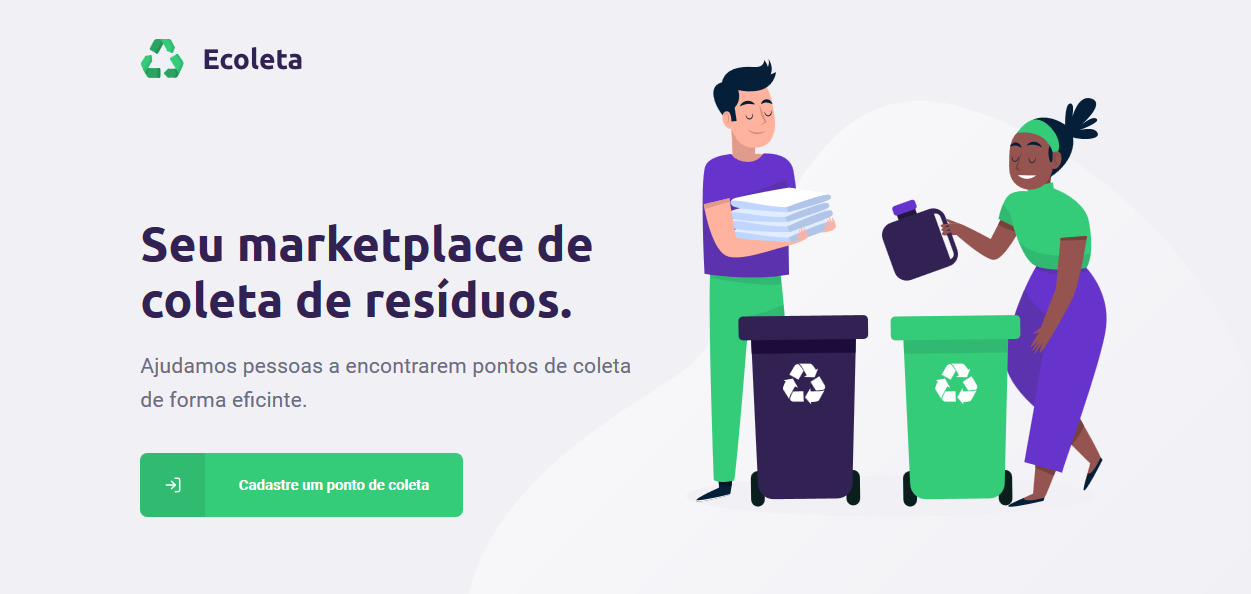 Ecoleta
Seu marketplace de
coleta de resíduos.
Ajudamos pessoas a encontrarem pontos de coleta
de forma eficinte.
Cadastre um ponto de coleta